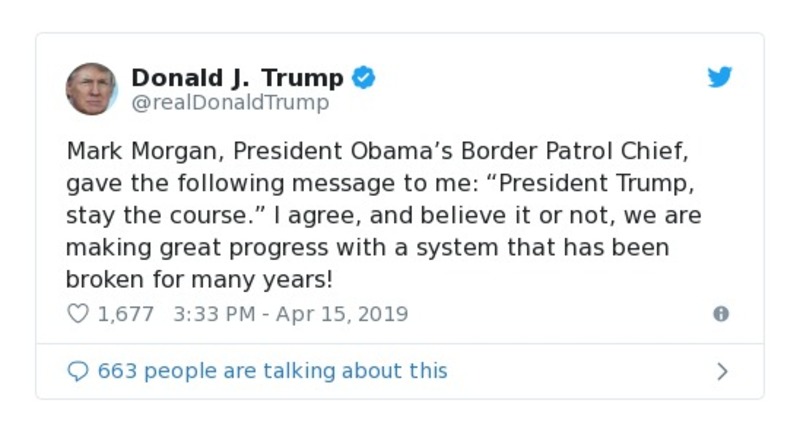 Donald J. Trump
@realDonaldTrump
Mark Morgan, President Obama’s Border Patrol Chief,
gave the following message to me: “President Trump,
stay the course.” I agree, and believe it or not, we are
making great progress with a system that has been
broken for many years!
1,677 3:33 PM - Apr 15, 2019
663 people are talking about this